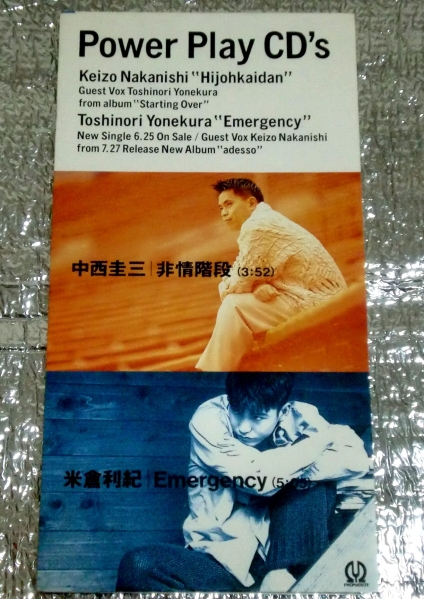 Power Play CD's
Keizo Nakanishi "Hijohkaidan"
Guest Vox Toshinori Yonekura
from album "Starting Over"
Toshinori Yonekura "Emergency"
New Single 6.25 On Sale / Guest Vox Keizo Nakanishi
from 7.27 Release New Album "adesso"
中西圭三|非情階段(3:52)
米倉利紀|Emergency